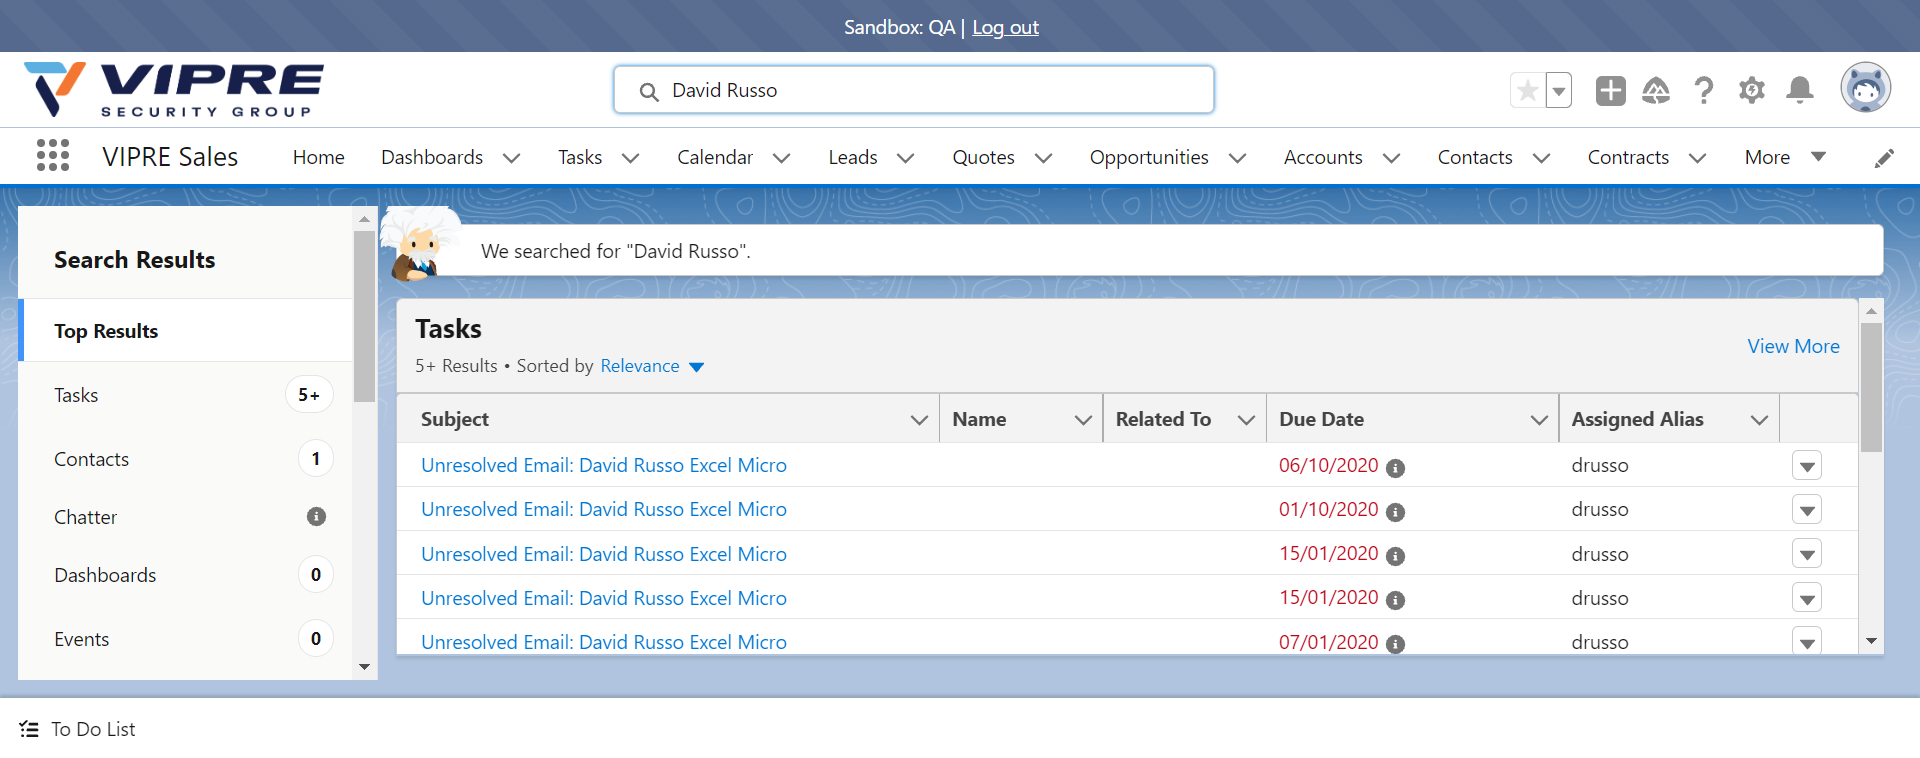 Sandbox: QA | Log out
VIPRE
SECURITY GROUP
David Russo
VIPRE Sales
Home
Dashboards
Tasks
Calendar
Leads
Quotes
Opportunities
Accounts
Contacts
Contracts
More
Search Results
Top Results
Tasks 5+
Contacts 1
Chatter
Dashboards 0
Events 0
We searched for "David Russo".
Tasks
5+ Results • Sorted by Relevance
View More
Subject Name Related To Due Date Assigned Alias
Unresolved Email: David Russo Excel Micro 06/10/2020 drusso
Unresolved Email: David Russo Excel Micro 01/10/2020 drusso
Unresolved Email: David Russo Excel Micro 15/01/2020 drusso
Unresolved Email: David Russo Excel Micro 15/01/2020 drusso
Unresolved Email: David Russo Excel Micro 07/01/2020 drusso
To Do List